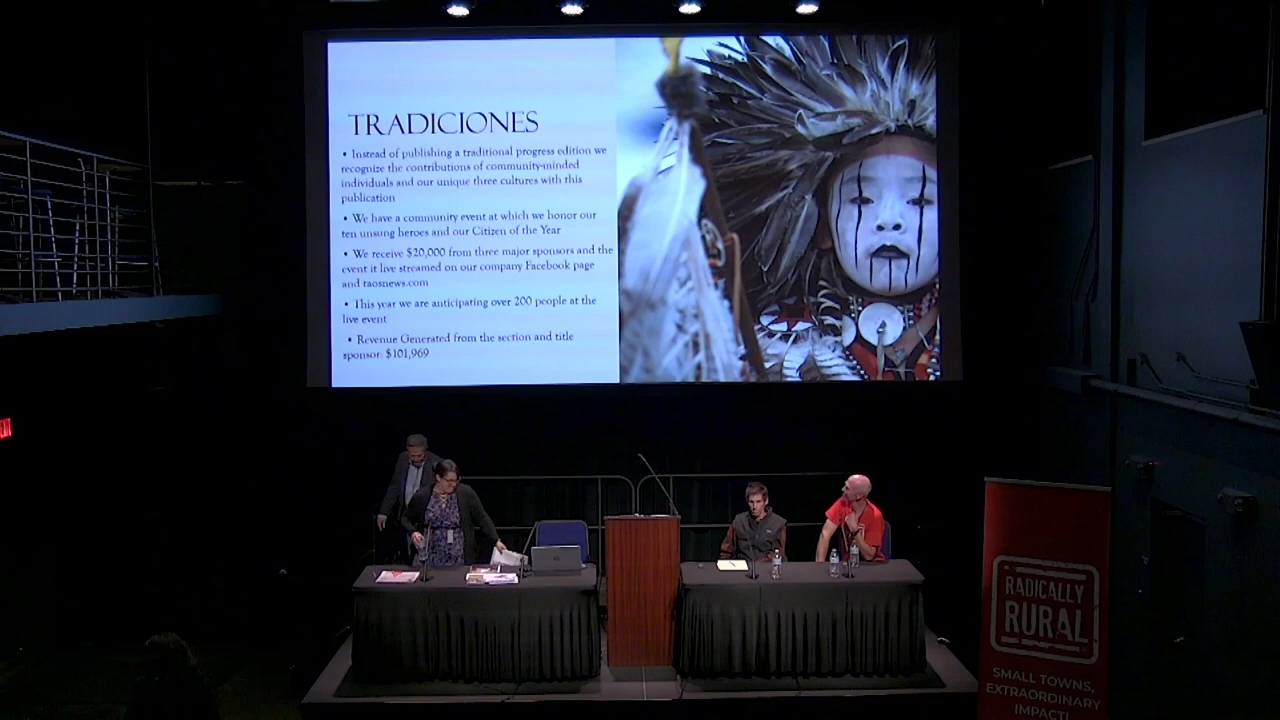 TRADICIONES
• Instead of publishing a traditional progress edition we
recognize the contributions of community-minded
individuals and our unique three cultures with this
publication
• We have a community event at which we honor our
ten unsung heroes and our Citizen of the Year
• We receive $20,000 from three major sponsors and the
event it live streamed on our company Facebook page
and taosnews.com
• This year we are anticipating over 200 people at the
live event
• Revenue Generated from the section and title
sponsor: $101,969
RADICALLY
RURAL
SMALL TOWNS,
EXTRAORDINARY
IMPACT!